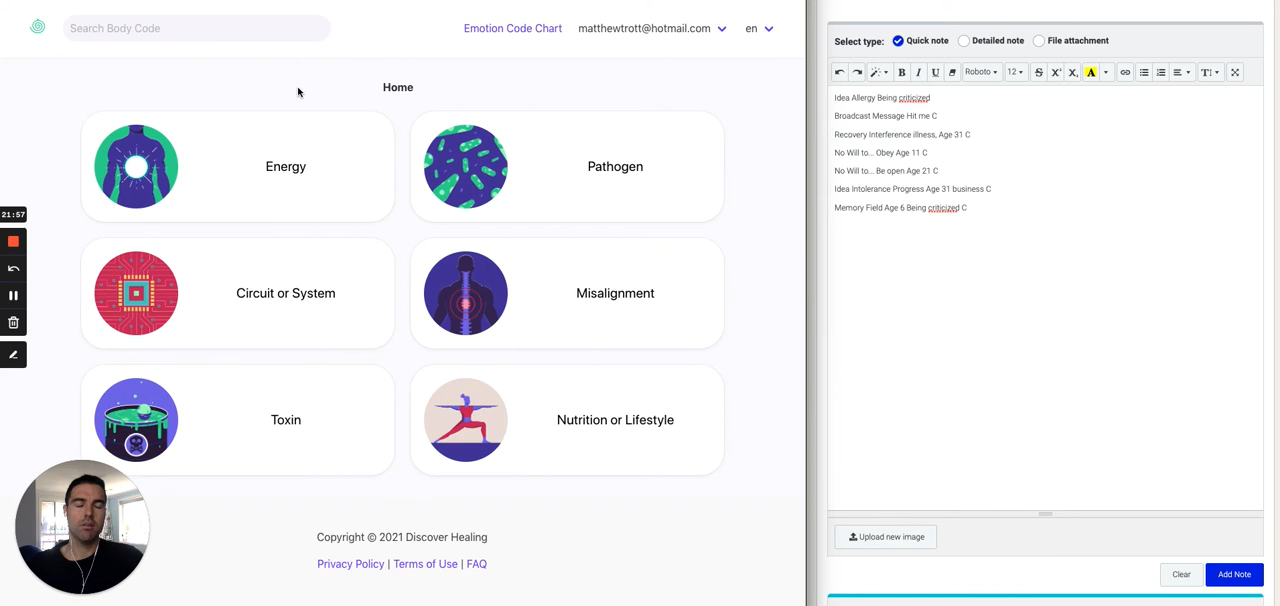 Search Body Code
Emotion Code Chart
matthewtrott@hotmail.com
en
Home
Energy
Pathogen
Circuit or System
Misalignment
Toxin
Nutrition or Lifestyle
Copyright © 2021 Discover Healing
Privacy Policy | Terms of Use | FAQ
21:57
Select type: Quick note Detailed note File attachment
B I U Roboto 12 S X² X₂ A T!
Idea Allergy Being criticized
Broadcast Message Hit me C
Recovery Interference illness, Age 31 C
No Will to... Obey Age 11 C
No Will to... Be open Age 21 C
Idea Intolerance Progress Age 31 business C
Memory Field Age 6 Being criticized C
Upload new image
Clear
Add Note